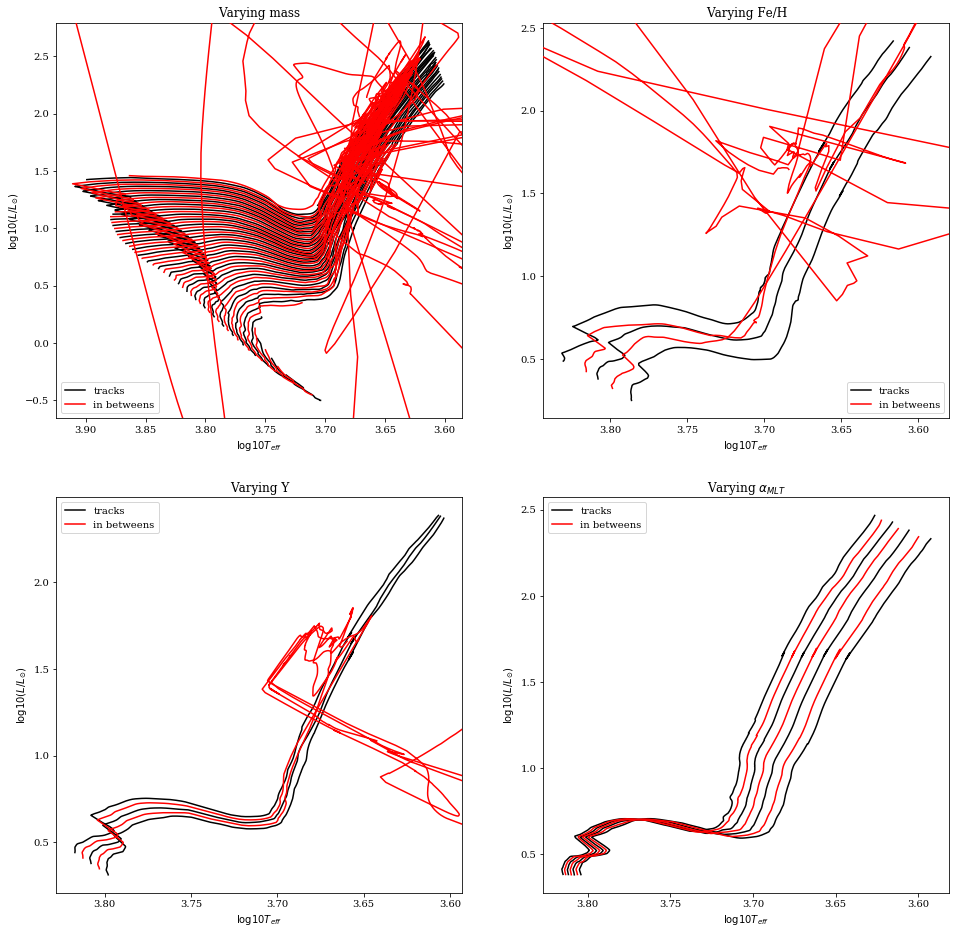 Varying mass
log10(L/L⊙)
2.5
2.0
1.5
1.0
0.5
0.0
−0.5
tracks
in betweens
3.90 3.85 3.80 3.75 3.70 3.65 3.60
log10T_eff
Varying Fe/H
log10(L/L⊙)
2.5
2.0
1.5
1.0
0.5
tracks
in betweens
3.80 3.75 3.70 3.65 3.60
log10T_eff
Varying Y
log10(L/L⊙)
tracks
in betweens
2.0
1.5
1.0
0.5
3.80 3.75 3.70 3.65 3.60
log10T_eff
Varying α_MLT
log10(L/L⊙)
tracks
in betweens
2.5
2.0
1.5
1.0
0.5
3.80 3.75 3.70 3.65 3.60
log10T_eff